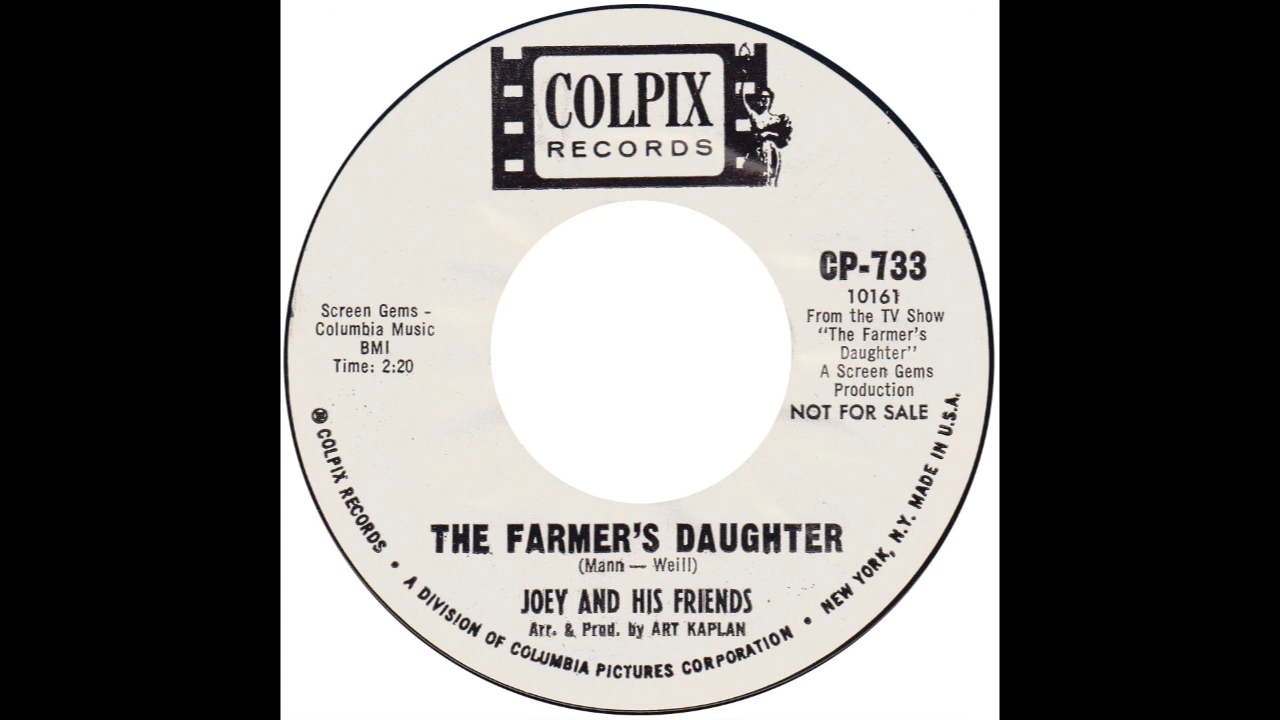 COLPIX
RECORDS
CP-733
10161
From the TV Show
"The Farmer's
Daughter"
A Screen Gems
Production
NOT FOR SALE
Screen Gems -
Columbia Music
BMI
Time: 2:20
THE FARMER'S DAUGHTER
(Mann — Weill)
JOEY AND HIS FRIENDS
Arr. & Prod. by ART KAPLAN
COLPIX RECORDS • A DIVISION OF COLUMBIA PICTURES CORPORATION • NEW YORK, N.Y. MADE IN U.S.A.